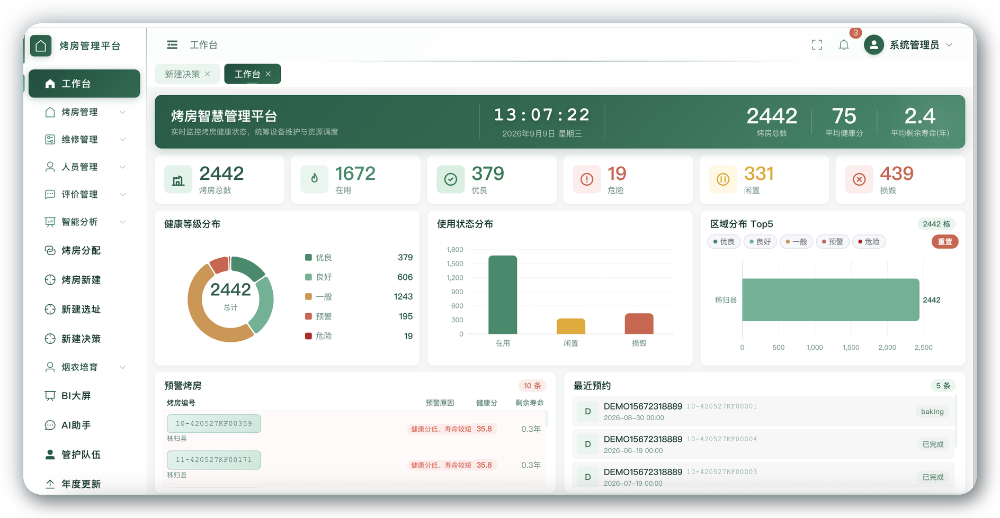 烤房管理平台
工作台
烤房管理
维修管理
人员管理
评价管理
智能分析
烤房分配
烤房新建
新建选址
新建决策
烟农培育
BI大屏
AI助手
管护队伍
年度更新
工作台
3
系统管理员
新建决策
工作台
烤房智慧管理平台
实时监控烤房健康状态，统筹设备维护与资源调度
13:07:22
2026年9月9日 星期三
2442
烤房总数
75
平均健康分
2.4
平均剩余寿命(年)
2442
烤房总数
1672
在用
379
优良
19
危险
331
闲置
439
损毁
健康等级分布
2442
总计
优良 379
良好 606
一般 1243
预警 195
危险 19
使用状态分布
1,800
1,500
1,200
900
600
300
0
在用 闲置 损毁
区域分布 Top5
2442 栋
优良 良好 一般 预警 危险
重置
秭归县
2442
0 500 1,000 1,500 2,000 2,500
预警烤房
10 条
烤房编号 预警原因 健康分 剩余寿命
10-420527KF00359
秭归县
健康分低、寿命较短 35.8 0.3年
11-420527KF00171
秭归县
健康分低、寿命较短 35.8 0.3年
最近预约
5 条
D
DEMO15672318889 10-420527KF00001
2026-08-30 00:00
baking
D
DEMO15672318889 10-420527KF00004
2026-06-19 00:00
已完成
D
DEMO15672318889 10-420527KF00003
2026-07-19 00:00
已完成